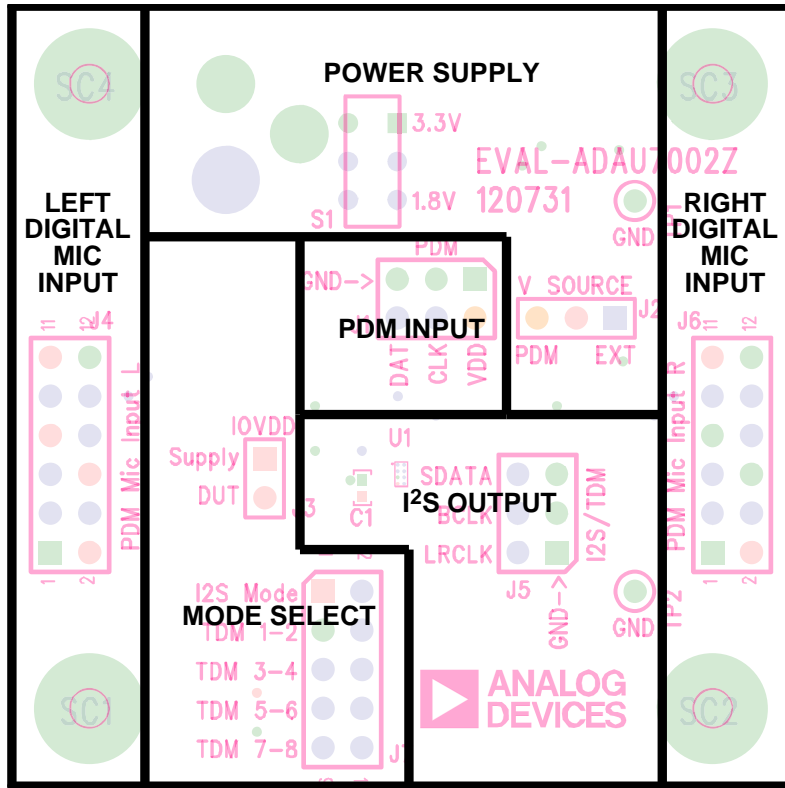 SC4
POWER SUPPLY
SC3
3.3V
EVAL-ADAU7002Z
LEFT
DIGITAL
MIC
INPUT
1.8V
S1
120731
GND
RIGHT
DIGITAL
MIC
INPUT
PDM
GND->
V SOURCE
J2
PDM INPUT
DAT
CLK
VDD
PDM EXT
11
12
J4
PDM Mic Input L
1
2
J6
11
12
PDM Mic Input R
1
2
IOVDD
Supply
DUT
J3
U1
C1
SDATA
I²S OUTPUT
BCLK
LRCLK
I2S/TDM
J5
GND->
GND
TP2
I2S Mode
MODE SELECT
TDM 1-2
TDM 3-4
TDM 5-6
TDM 7-8
SC1
ANALOG
DEVICES
SC2